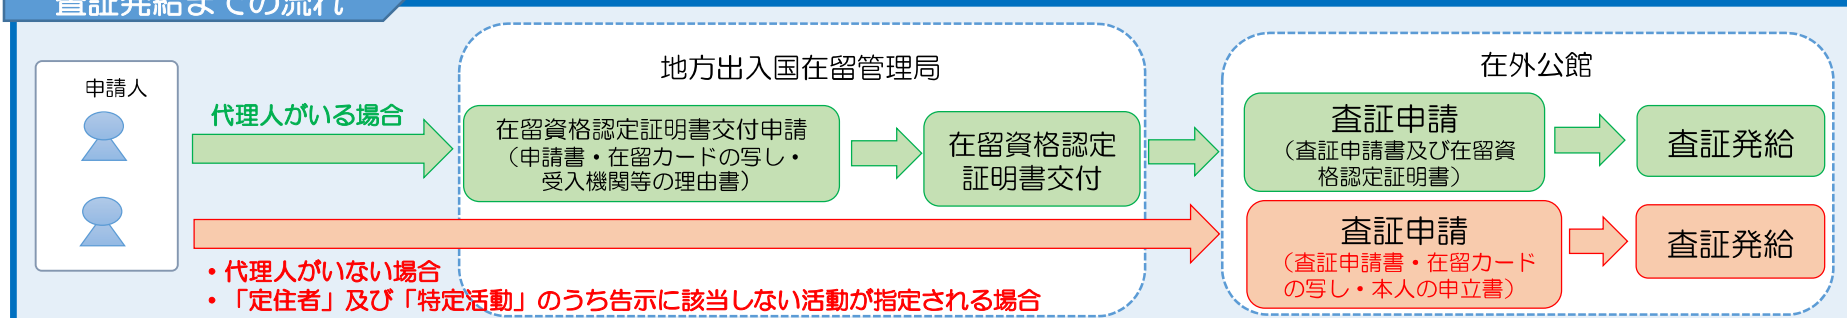 査証発給までの流れ
申請人
代理人がいる場合
地方出入国在留管理局
在留資格認定証明書交付申請
（申請書・在留カードの写し・
受入機関等の理由書）
在留資格認定
証明書交付
在外公館
査証申請
（査証申請書及び在留資
格認定証明書）
査証発給
・代理人がいない場合
・「定住者」及び「特定活動」のうち告示に該当しない活動が指定される場合
査証申請
（査証申請書・在留カード
の写し・本人の申立書）
査証発給